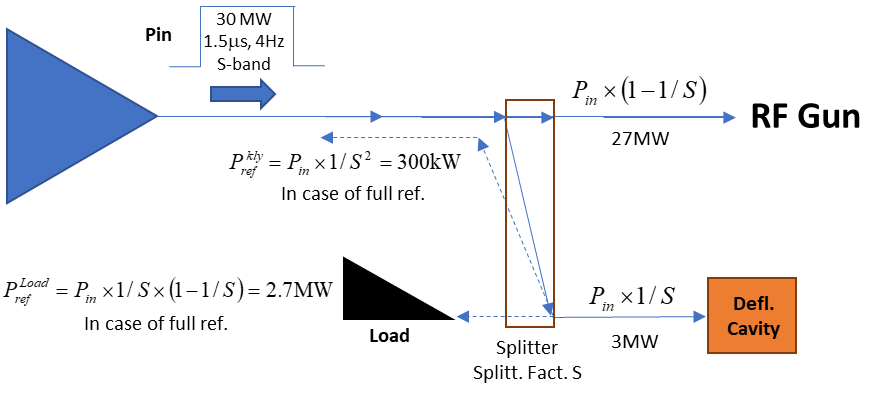 Pin
30 MW
1.5μs, 4Hz
S-band
P_in × (1−1/S)
27MW
RF Gun
P_ref^kly = P_in ×1/S² = 300kW
In case of full ref.
P_ref^Load = P_in ×1/S×(1−1/S)= 2.7MW
In case of full ref.
Load
P_in ×1/S
3MW
Defl.
Cavity
Splitter
Splitt. Fact. S